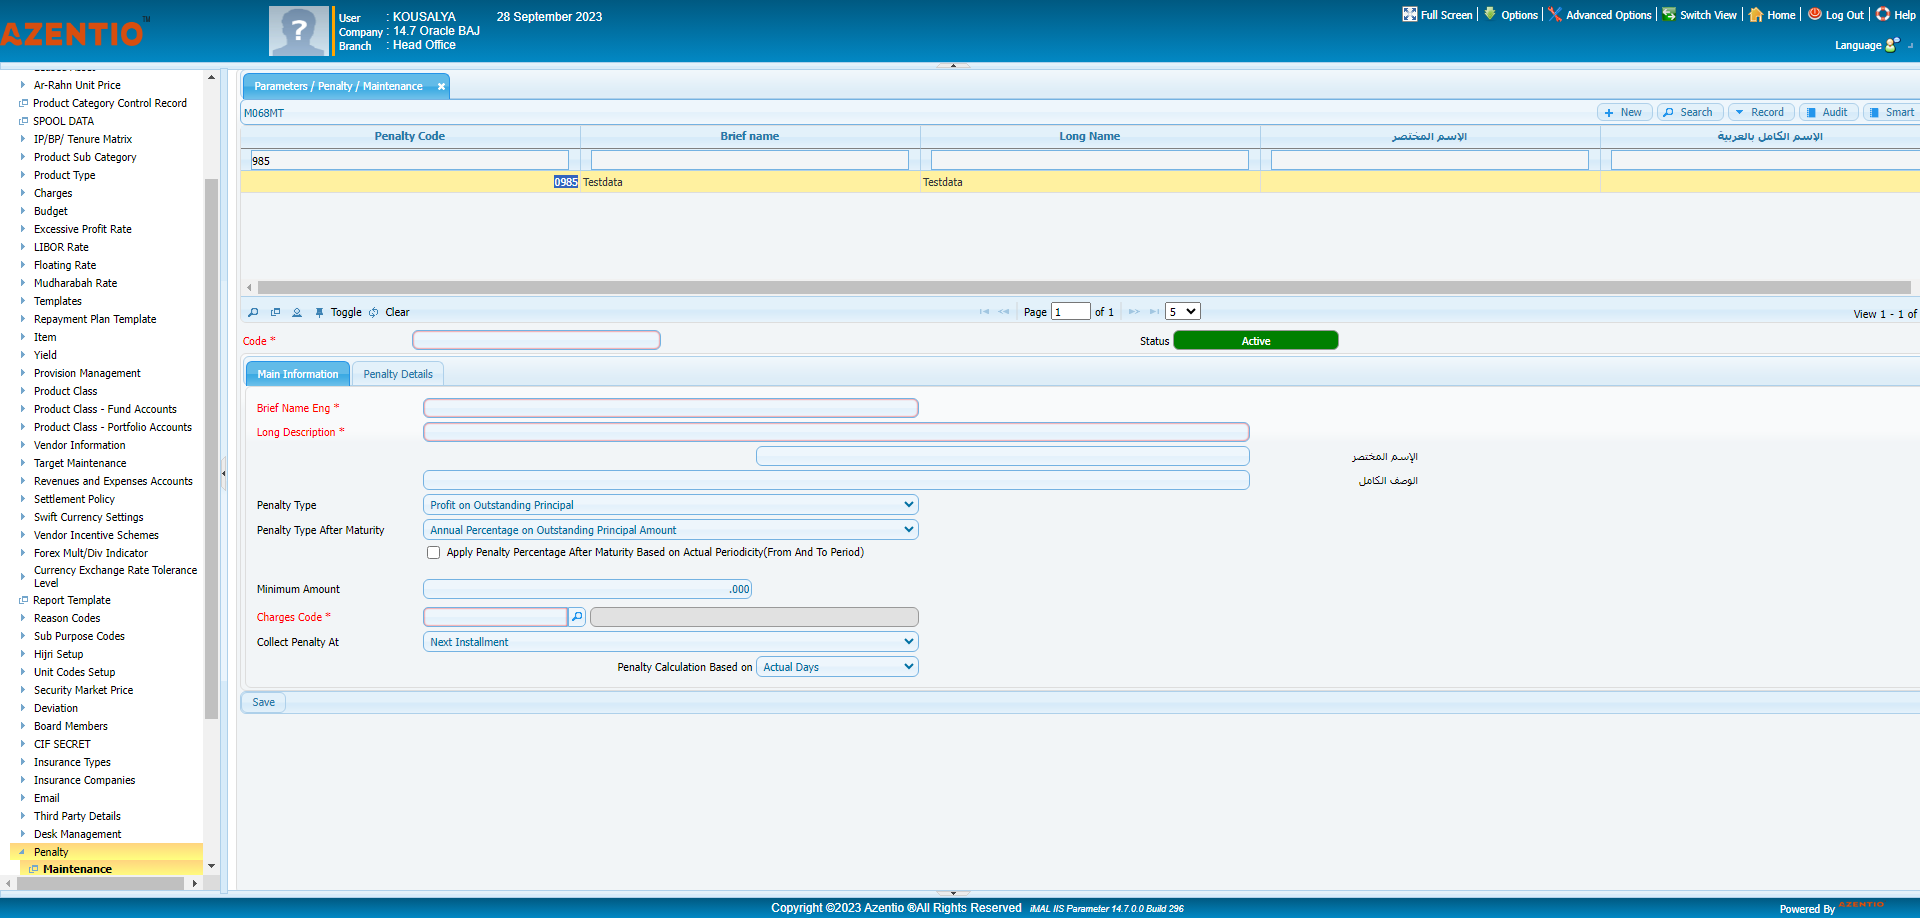 AZENTIO™
User : KOUSALYA 28 September 2023
Company : 14.7 Oracle BAJ
Branch : Head Office
Full Screen Options Advanced Options Switch View Home Log Out Help
Language
Ar-Rahn Unit Price
Product Category Control Record
SPOOL DATA
IP/BP/ Tenure Matrix
Product Sub Category
Product Type
Charges
Budget
Excessive Profit Rate
LIBOR Rate
Floating Rate
Mudharabah Rate
Templates
Repayment Plan Template
Item
Yield
Provision Management
Product Class
Product Class - Fund Accounts
Product Class - Portfolio Accounts
Vendor Information
Target Maintenance
Revenues and Expenses Accounts
Settlement Policy
Swift Currency Settings
Vendor Incentive Schemes
Forex Mult/Div Indicator
Currency Exchange Rate Tolerance
Level
Report Template
Reason Codes
Sub Purpose Codes
Hijri Setup
Unit Codes Setup
Security Market Price
Deviation
Board Members
CIF SECRET
Insurance Types
Insurance Companies
Email
Third Party Details
Desk Management
Penalty
Maintenance
Parameters / Penalty / Maintenance
M068MT
New Search Record Audit Smart
Penalty Code Brief name Long Name الإسم المختصر الإسم الكامل بالعربية
985
0985 Testdata Testdata
Toggle Clear Page 1 of 1 5 View 1 - 1 of
Code * Status Active
Main Information Penalty Details
Brief Name Eng *
Long Description *
الإسم المختصر
الوصف الكامل
Penalty Type Profit on Outstanding Principal
Penalty Type After Maturity Annual Percentage on Outstanding Principal Amount
Apply Penalty Percentage After Maturity Based on Actual Periodicity(From And To Period)
Minimum Amount .000
Charges Code *
Collect Penalty At Next Installment
Penalty Calculation Based on Actual Days
Save
Copyright ©2023 Azentio ®All Rights Reserved iMAL IIS Parameter 14.7.0.0 Build 296
Powered By AZENTIO